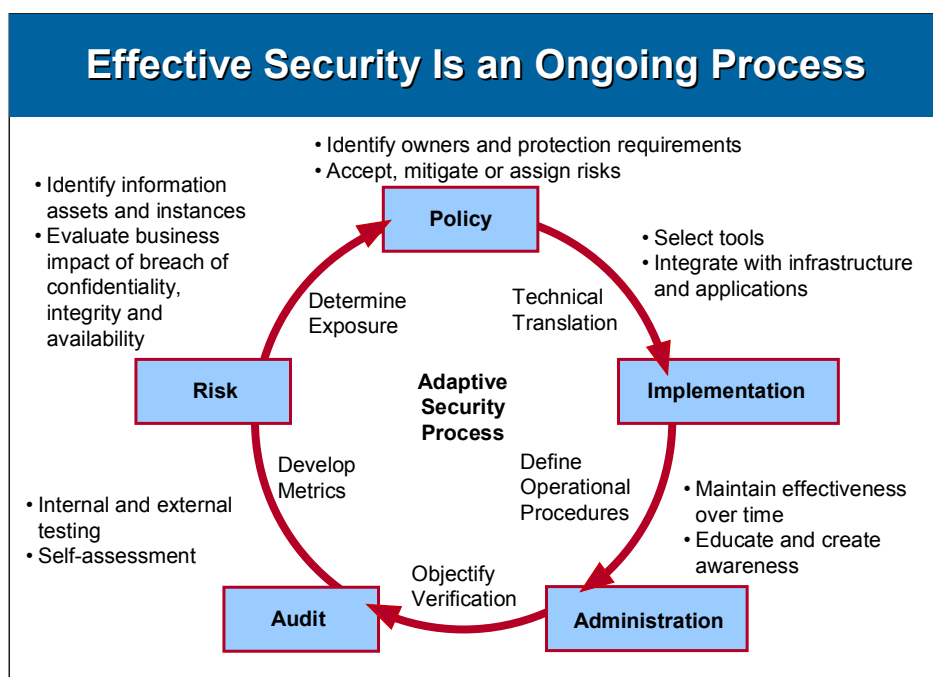 Effective Security Is an Ongoing Process
• Identify owners and protection requirements
• Accept, mitigate or assign risks
• Identify information
assets and instances
• Evaluate business
impact of breach of
confidentiality,
integrity and
availability
Policy
• Select tools
• Integrate with infrastructure
and applications
Determine
Exposure
Technical
Translation
Risk
Adaptive
Security
Process
Implementation
Develop
Metrics
Define
Operational
Procedures
• Internal and external
testing
• Self-assessment
• Maintain effectiveness
over time
• Educate and create
awareness
Objectify
Verification
Audit
Administration